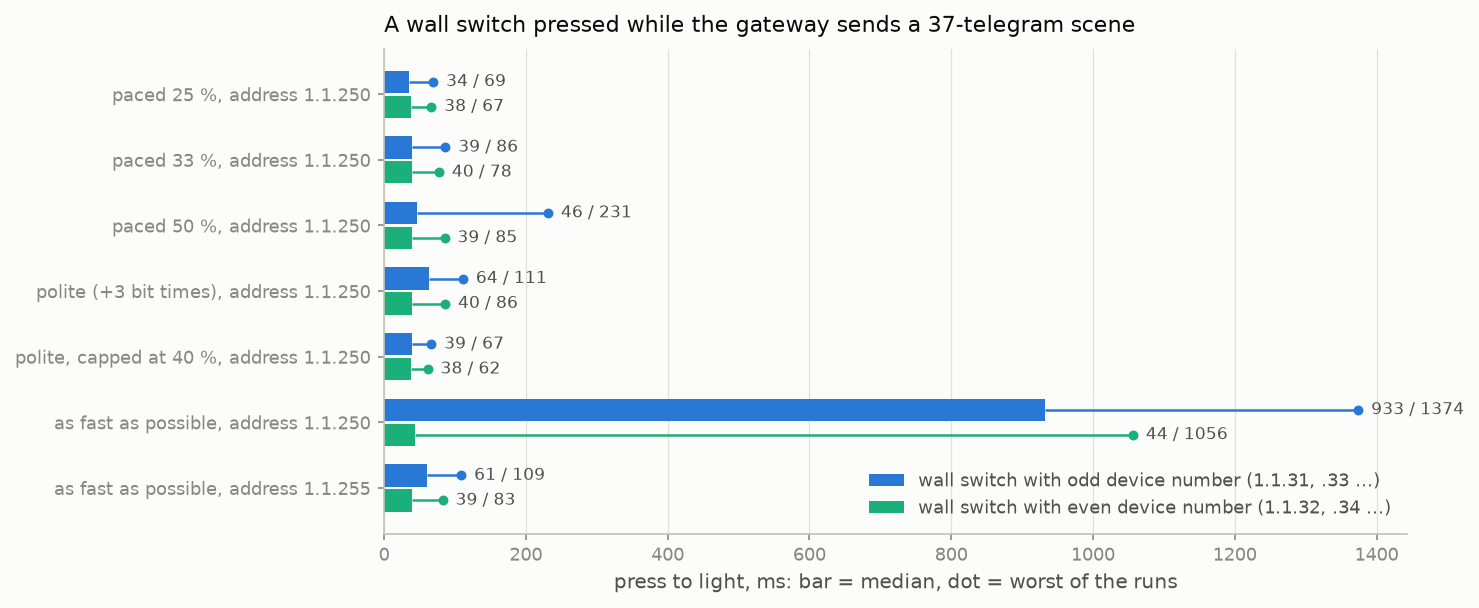 A wall switch pressed while the gateway sends a 37-telegram scene
paced 25 %, address 1.1.250
34 / 69
38 / 67
paced 33 %, address 1.1.250
39 / 86
40 / 78
paced 50 %, address 1.1.250
46 / 231
39 / 85
polite (+3 bit times), address 1.1.250
64 / 111
40 / 86
polite, capped at 40 %, address 1.1.250
39 / 67
38 / 62
as fast as possible, address 1.1.250
933 / 1374
44 / 1056
as fast as possible, address 1.1.255
61 / 109
39 / 83
wall switch with odd device number (1.1.31, .33 ...)
wall switch with even device number (1.1.32, .34 ...)
0 200 400 600 800 1000 1200 1400
press to light, ms: bar = median, dot = worst of the runs